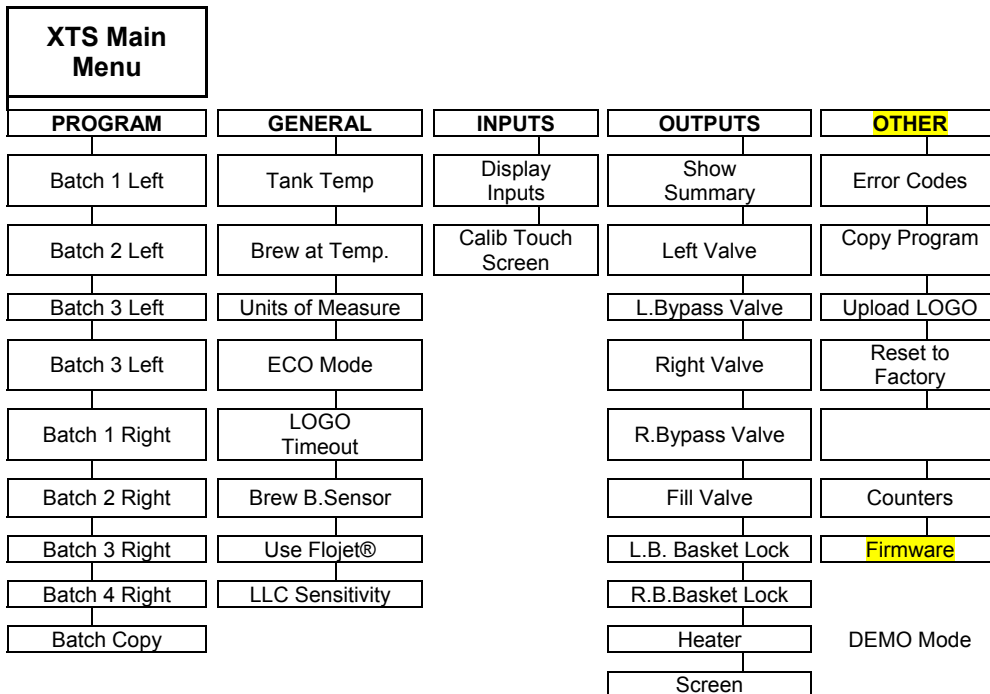 XTS Main
Menu
PROGRAM
Batch 1 Left
Batch 2 Left
Batch 3 Left
Batch 3 Left
Batch 1 Right
Batch 2 Right
Batch 3 Right
Batch 4 Right
Batch Copy
GENERAL
Tank Temp
Brew at Temp.
Units of Measure
ECO Mode
LOGO
Timeout
Brew B.Sensor
Use Flojet®
LLC Sensitivity
INPUTS
Display
Inputs
Calib Touch
Screen
OUTPUTS
Show
Summary
Left Valve
L.Bypass Valve
Right Valve
R.Bypass Valve
Fill Valve
L.B. Basket Lock
R.B.Basket Lock
Heater
Screen
OTHER
Error Codes
Copy Program
Upload LOGO
Reset to
Factory
Counters
Firmware
DEMO Mode